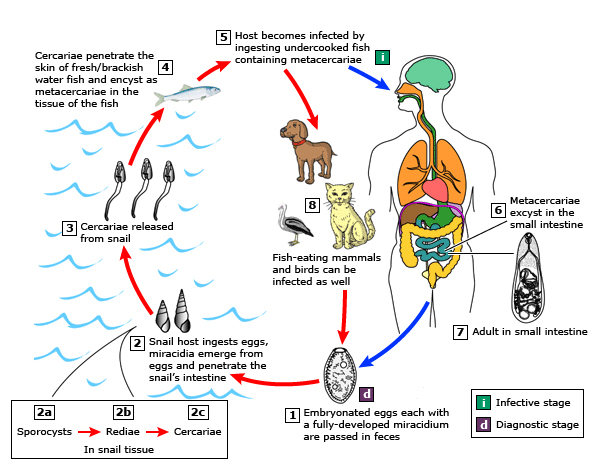 5 Host becomes infected by
ingesting undercooked fish
containing metacercariae
i
Cercariae penetrate the
skin of fresh/brackish
water fish and encyst as
metacercariae in the
tissue of the fish
4
3 Cercariae released
from snail
8
Fish-eating mammals
and birds can be
infected as well
6 Metacercariae
excyst in the
small intestine
7 Adult in small intestine
2 Snail host ingests eggs,
miracidia emerge from
eggs and penetrate the
snail's intestine
d
1 Embryonated eggs each with
a fully-developed miracidium
are passed in feces
2a 2b 2c
Sporocysts Rediae Cercariae
In snail tissue
i Infective stage
d Diagnostic stage